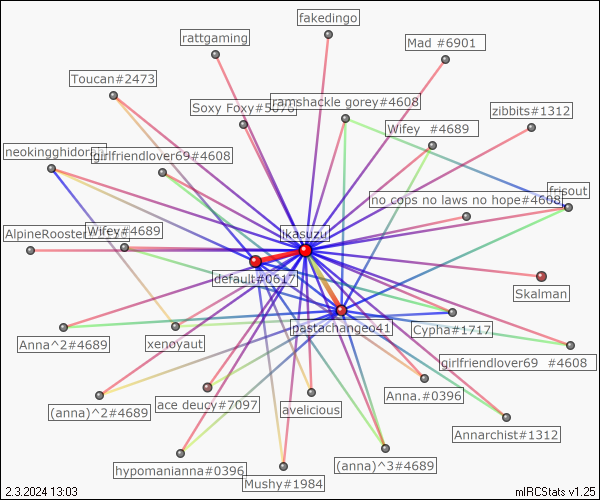 fakedingo
rattgaming
Mad #6901
Toucan#2473
Soxy Foxy#5076
ramshackle gorey#4608
zibbits#1312
Wifey #4689
neokingghidora
girlfriendlover69#4608
frisout
no cops no laws no hope#4608
AlpineRooster
Wifey#4689
ikasuzu
default#0617
Skalman
pastachangeo41
Cypha#1717
Anna^2#4689
xenoyaut
girlfriendlover69 #4608
(anna)^2#4689
ace deucy#7097
avelicious
Anna.#0396
Annarchist#1312
hypomanianna#0396
Mushy#1984
(anna)^3#4689
2.3.2024 13:03
mIRCStats v1.25